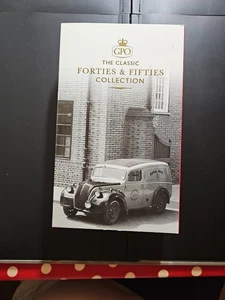 GPO
THE CLASSIC
FORTIES & FIFTIES
COLLECTION